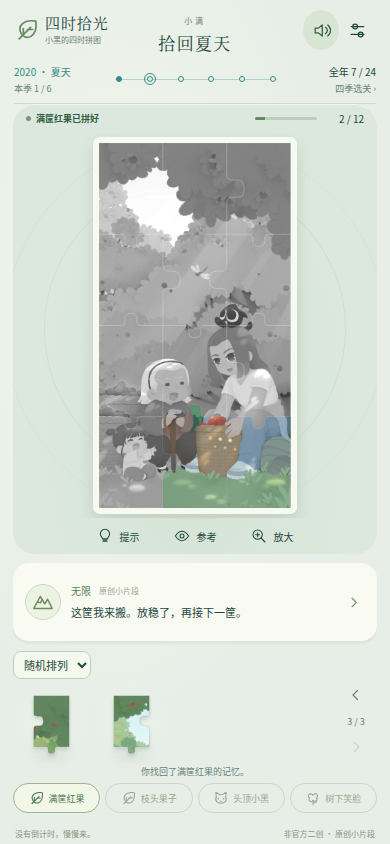 四时拾光
小黑的四时拼图
小满
拾回夏天
2020 · 夏天
本季 1 / 6
全年 7 / 24
四季选关 ›
满筐红果已拼好
2 / 12
提示
参考
放大
无限 原创小片段
这筐我来搬。放稳了，再接下一筐。
随机排列
3 / 3
你找回了满筐红果的记忆。
满筐红果
枝头果子
头顶小黑
树下笑脸
没有倒计时，慢慢来。
非官方二创 · 原创小片段